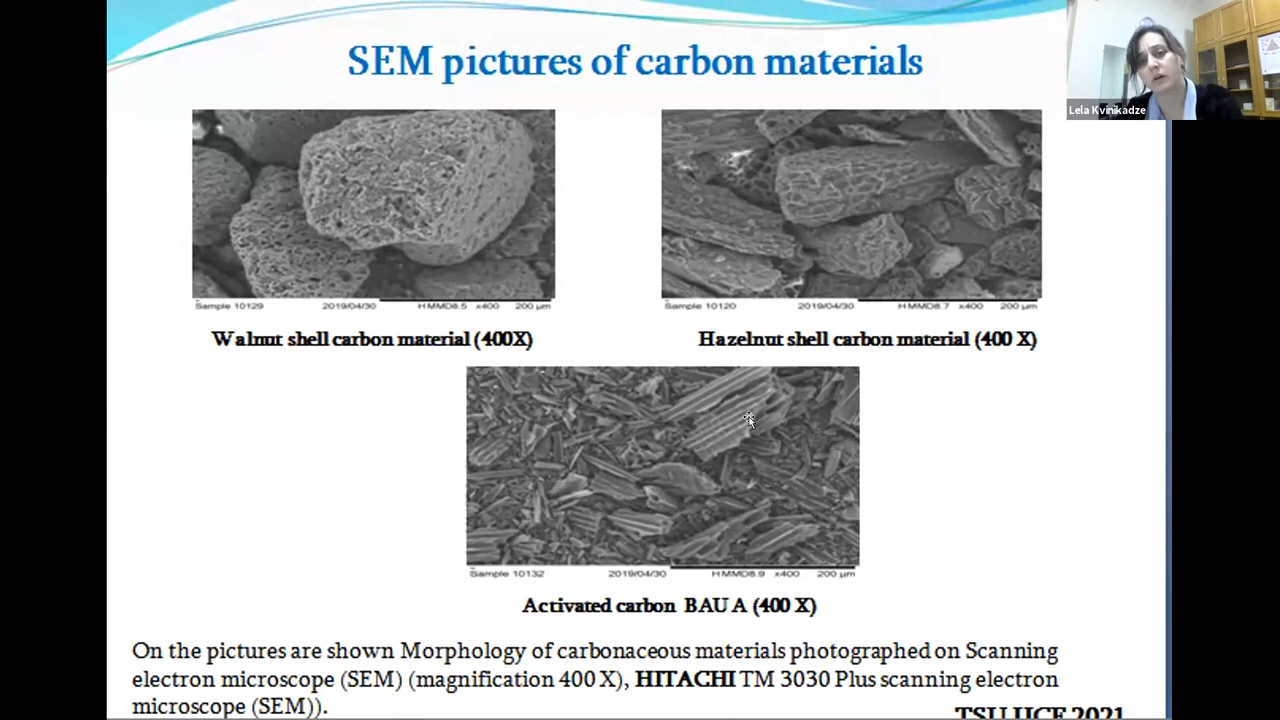 SEM pictures of carbon materials
Lela Kvinikadze
Sample 10129 2019/04/30 HMMD8.5 x400 200 µm
Sample 10120 2019/04/30 HMMD8.7 x400 200 µm
Walnut shell carbon material (400X)
Hazelnut shell carbon material (400 X)
Sample 10132 2019/04/30 HMMD8.9 x400 200 µm
Activated carbon BAU A (400 X)
On the pictures are shown Morphology of carbonaceous materials photographed on Scanning
electron microscope (SEM) (magnification 400 X), HITACHI TM 3030 Plus scanning electron
microscope (SEM)).
TSU IICE 2021